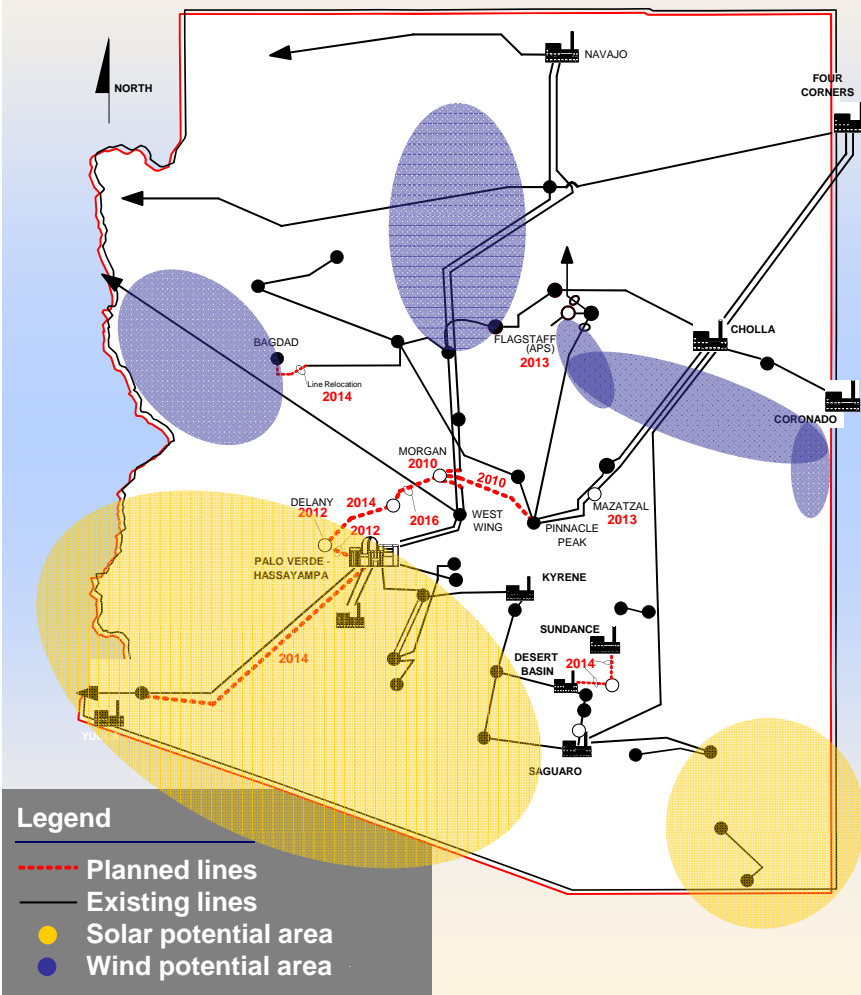 NAVAJO
NORTH
FOUR
CORNERS
FLAGSTAFF
(APS)
2013
CHOLLA
BAGDAD
Line Relocation
2014
CORONADO
MORGAN
2010
2010
DELANY
2012
2014
2016
WEST
WING
MAZATZAL
2013
PINNACLE
PEAK
2012
PALO VERDE -
HASSAYAMPA
KYRENE
SUNDANCE
DESERT
BASIN
2014
2014
SAGUARO
Legend
Planned lines
Existing lines
Solar potential area
Wind potential area